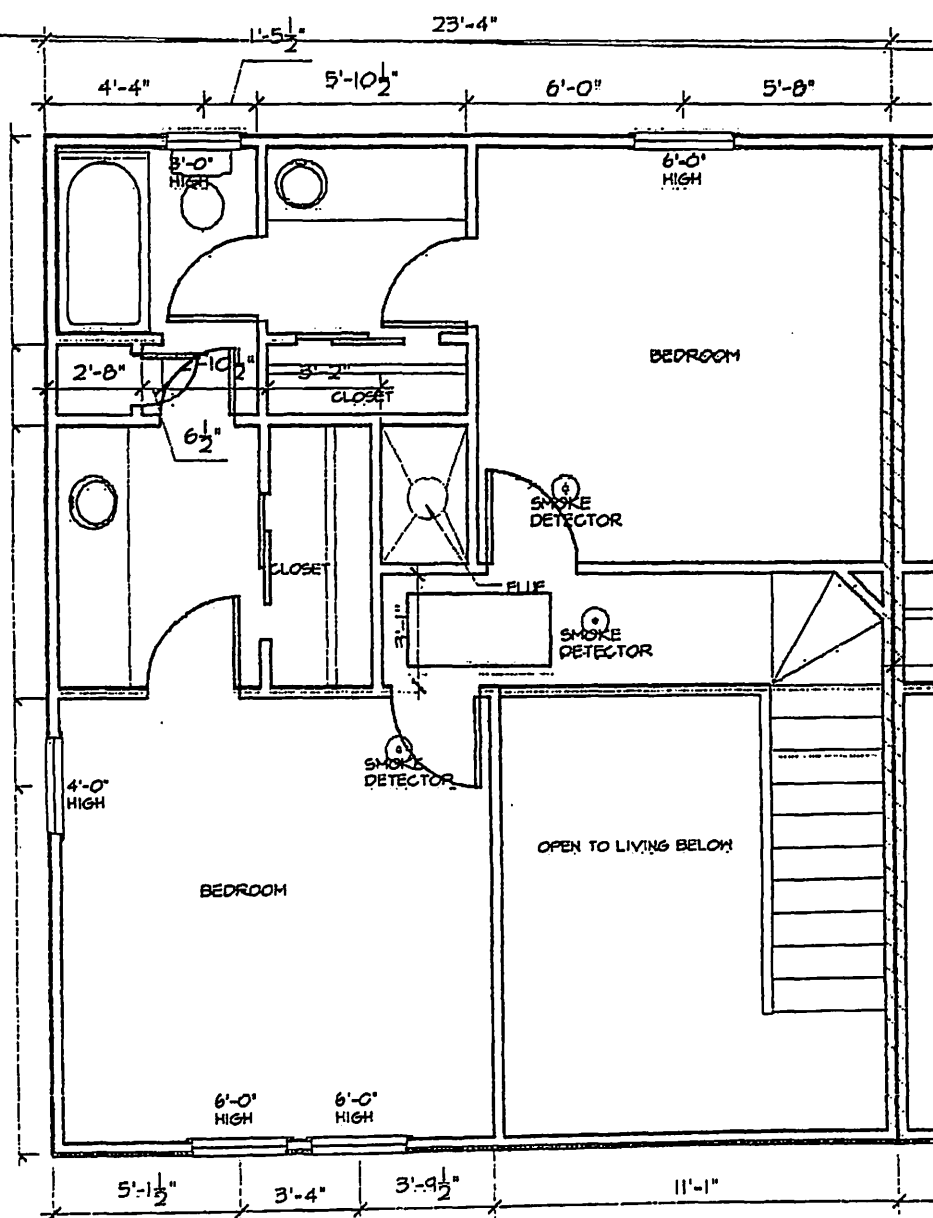 23'-4"
1'-5½"
4'-4"
5'-10½"
6'-0"
5'-8"
3'-0"
HIGH
6'-0"
HIGH
BEDROOM
2'-8"
2'-10½"
3'-2"
CLOSET
6½"
SMOKE
DETECTOR
CLOSET
FLUE
3'-1"
SMOKE
DETECTOR
SMOKE
DETECTOR
4'-0"
HIGH
OPEN TO LIVING BELOW
BEDROOM
6'-0"
HIGH
6'-0"
HIGH
5'-1½"
3'-4"
3'-9½"
11'-1"